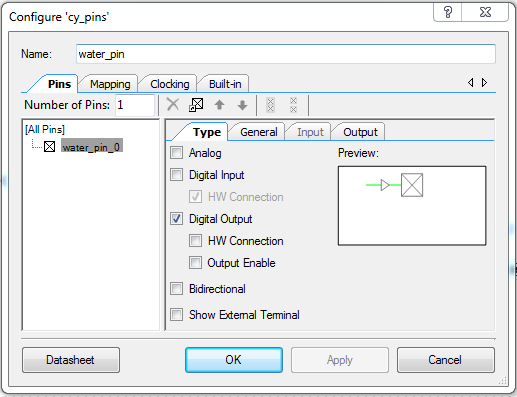 Configure 'cy_pins'
?
Name: water_pin
Pins Mapping Clocking Built-in
Number of Pins: 1
[All Pins]
water_pin_0
Type General Input Output
Analog
Preview:
Digital Input
HW Connection
Digital Output
HW Connection
Output Enable
Bidirectional
Show External Terminal
Datasheet OK Apply Cancel